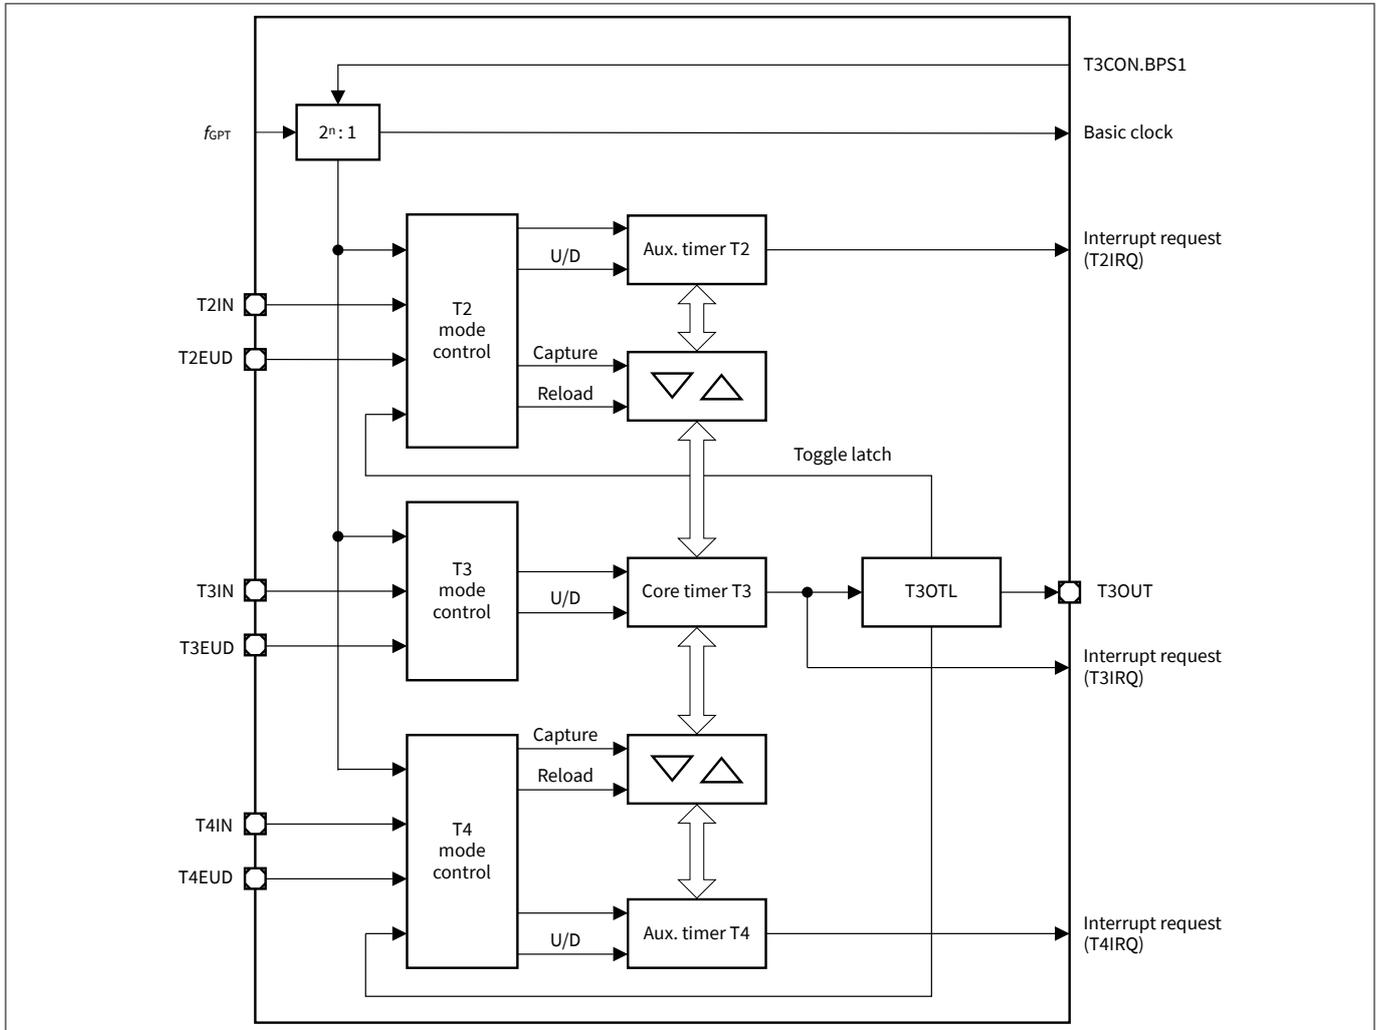 T3CON.BPS1
fGPT
2ⁿ : 1
Basic clock
Aux. timer T2
Interrupt request
(T2IRQ)
U/D
T2IN
T2
mode
control
T2EUD
Capture
Reload
Toggle latch
T3IN
T3
mode
control
U/D
Core timer T3
T3OTL
T3OUT
T3EUD
Interrupt request
(T3IRQ)
Capture
Reload
T4IN
T4
mode
control
T4EUD
U/D
Aux. timer T4
Interrupt request
(T4IRQ)